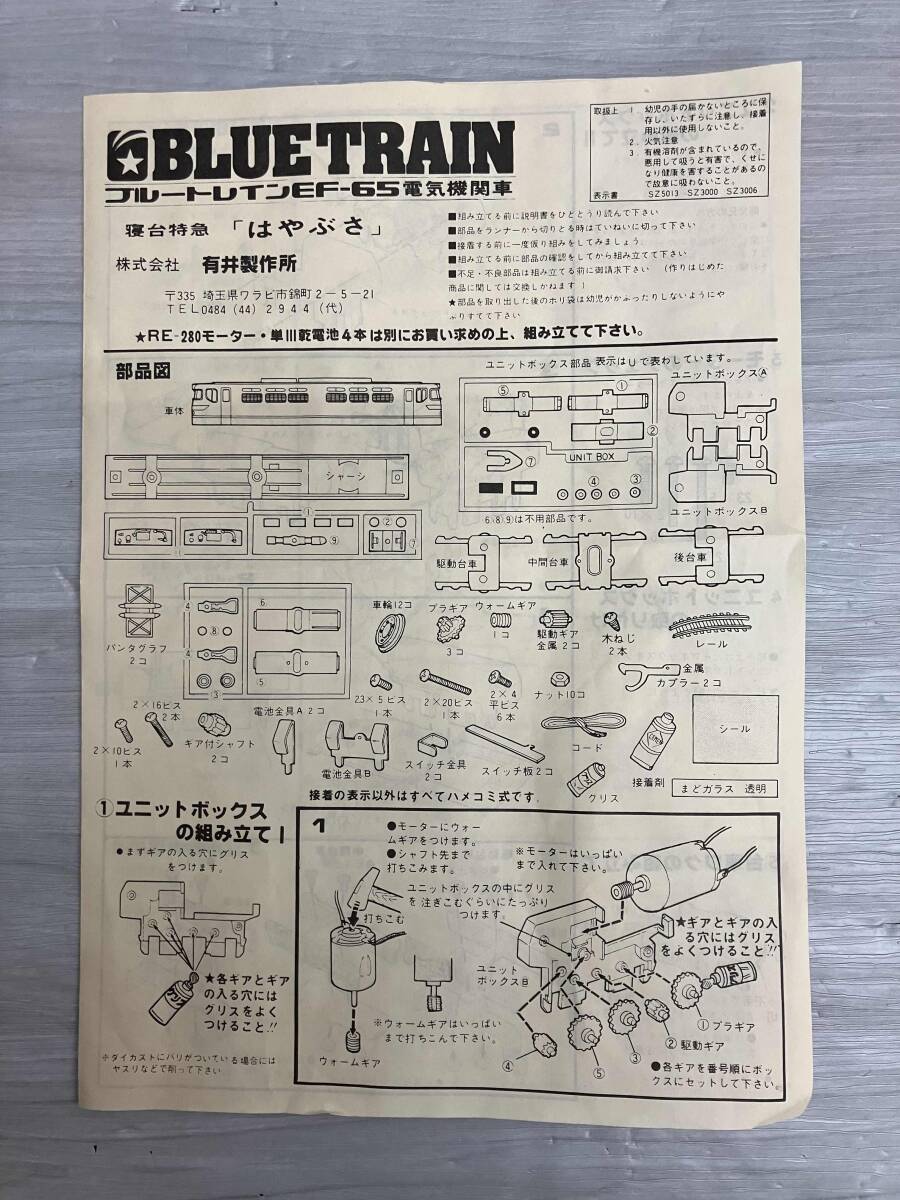 BLUETRAIN
ブルートレインEF-65電気機関車
寝台特急 「はやぶさ」
株式会社 有井製作所
〒335 埼玉県ワラビ市錦町2-5-21
TEL0484(44)2944(代)
取扱上 1. 幼児の手の届かないところに保
存し、いたずらに注意し、接着
用以外に使用しないこと。
2. 火気注意
3. 有機溶剤が含まれているので、
悪用して吸うと有害で、くせに
なり健康を害することがあるの
で故意に吸わないこと。
表示書 SZ5013 SZ3000 SZ3006
■組み立てる前に説明書をひととうり読んで下さい
■部品をランナーから切りとる時はていねいに切って下さい
■接着する前に一度仮り組みをしてみましょう
■組み立てる前に部品の確認をしてから組み立てて下さい
■不足・不良部品は組み立てる前に御請求下さい (作りはじめた
商品に関しては交換しかねます)
★部品を取り出した後のホリ袋は幼児がかぶったりしないようにや
ぶりすてて下さい
★RE-280モーター・単III乾電池4本は別にお買い求めの上、組み立てて下さい。
部品図
ユニットボックス部品 表示はUで表わしています。
車体
シャーシ
⑤
①
②
UNIT BOX
⑦
④
③
ユニットボックスⒶ
ユニットボックスB
6⑧⑨は不用部品です。
⑨
②
駆動台車
中間台車
後台車
パンタグラフ
2コ
4
⑧
4
③
6
⑤
電池金具A 2コ
車輪12コ
プラギア
3コ
ウォームギア
1コ
駆動ギア
金属 2コ
木ねじ
2本
レール
2.3×5ビス
1本
2×20ビス
1本
2×4
平ビス
6本
ナット10コ
金属
カプラー2コ
2×16ビス
2本
2×10ビス
1本
ギア付シャフト
2コ
電池金具B
スイッチ金具
2コ
スイッチ板2コ
コード
グリス
接着剤
シール
まどガラス 透明
接着の表示以外はすべてハメコミ式です.
①ユニットボックス
の組み立て1
●まずギアの入る穴にグリス
をつけます。
★各ギアとギア
の入る穴には
グリスをよく
つけること!!
※ダイカストにバリがついている場合には
ヤスリなどで削って下さい
1
●モーターにウォー
ムギアをつけます。
●シャフト先まで
打ちこみます。
打ちこむ
※モーターはいっぱい
まで入れて下さい。
ユニットボックスの中にグリス
を注ぎこむぐらいにたっぷり
つけます。
★ギアとギアの入
る穴にはグリス
をよくつけること!!
ユニット
ボックスB
※ウォームギアはいっぱい
まで打ちこんで下さい。
ウォームギア
①プラギア
②駆動ギア
③
④
⑤
●各ギアを番号順にボッ
クスにセットして下さい。